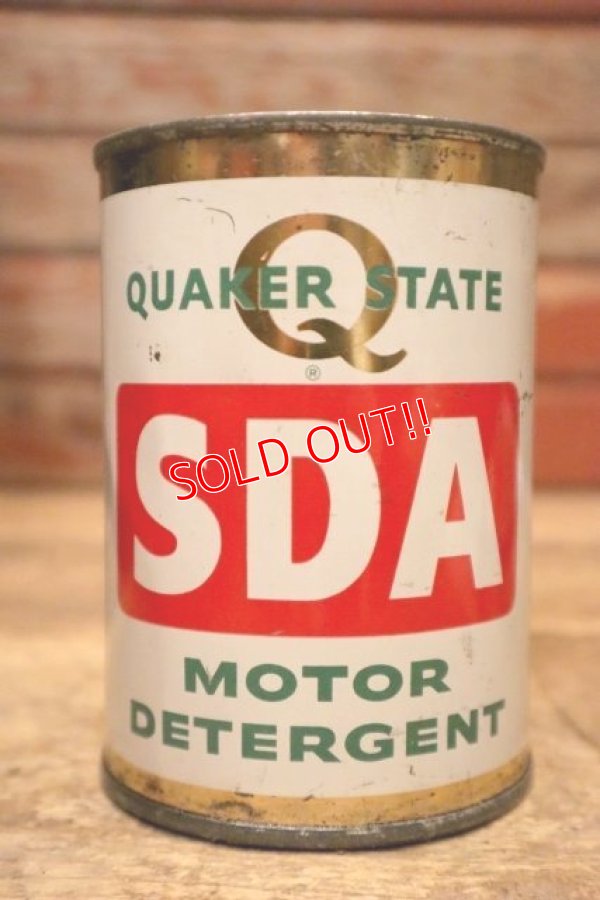 Q
QUAKER STATE
®
SDA
SOLD OUT!!
MOTOR
DETERGENT